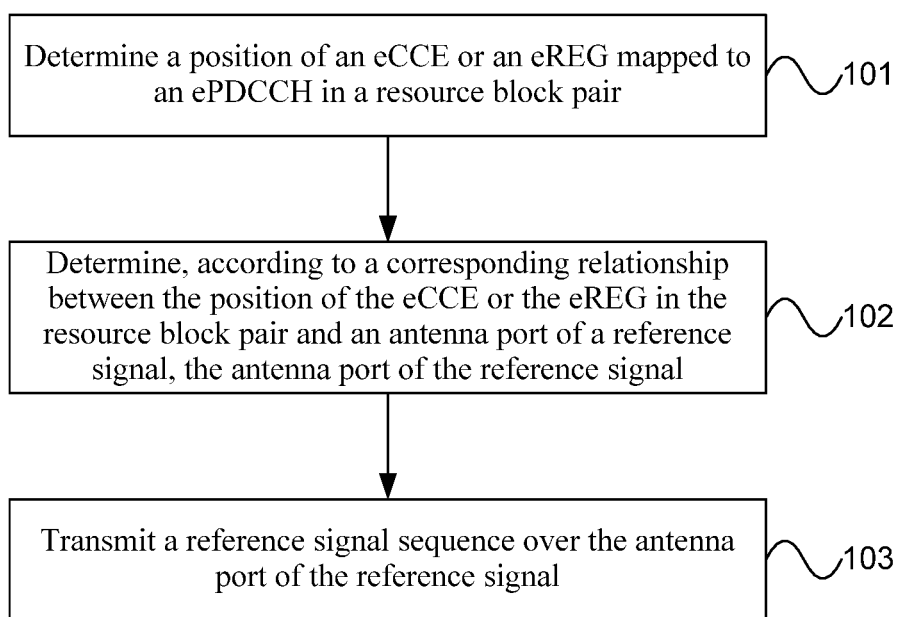 Determine a position of an eCCE or an eREG mapped to
an ePDCCH in a resource block pair
101
Determine, according to a corresponding relationship
between the position of the eCCE or the eREG in the
resource block pair and an antenna port of a reference
signal, the antenna port of the reference signal
102
Transmit a reference signal sequence over the antenna
port of the reference signal
103